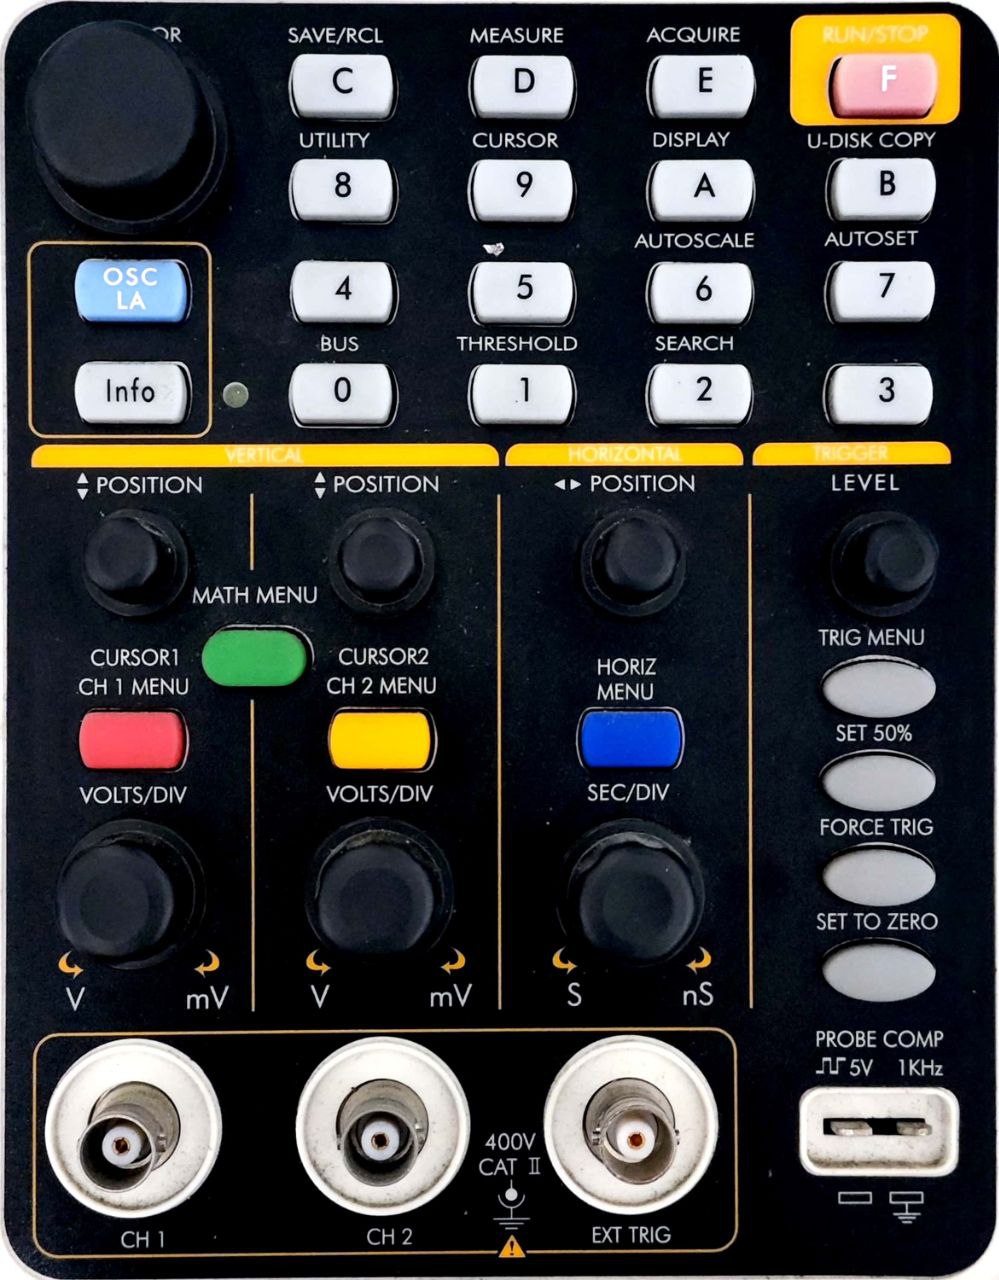 OR
SAVE/RCL
MEASURE
ACQUIRE
RUN/STOP
C
D
E
F
UTILITY
CURSOR
DISPLAY
U-DISK COPY
8
9
A
B
AUTOSCALE
AUTOSET
OSC
LA
4
5
6
7
BUS
THRESHOLD
SEARCH
Info
0
1
2
3
VERTICAL
HORIZONTAL
TRIGGER
POSITION
POSITION
POSITION
LEVEL
MATH MENU
CURSOR1
CH 1 MENU
CURSOR2
CH 2 MENU
HORIZ
MENU
TRIG MENU
SET 50%
VOLTS/DIV
VOLTS/DIV
SEC/DIV
FORCE TRIG
SET TO ZERO
V
mV
V
mV
S
nS
PROBE COMP
5V 1KHz
400V
CAT II
CH 1
CH 2
EXT TRIG